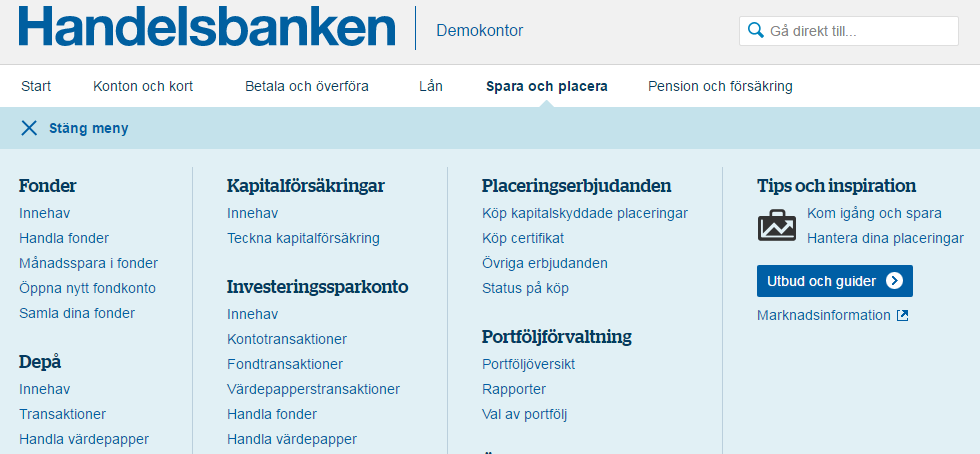 Handelsbanken
Demokontor
Gå direkt till...
Start
Konton och kort
Betala och överföra
Lån
Spara och placera
Pension och försäkring
Stäng meny
Fonder
Innehav
Handla fonder
Månadsspara i fonder
Öppna nytt fondkonto
Samla dina fonder
Depå
Innehav
Transaktioner
Handla värdepapper
Kapitalförsäkringar
Innehav
Teckna kapitalförsäkring
Investeringssparkonto
Innehav
Kontotransaktioner
Fondtransaktioner
Värdepapperstransaktioner
Handla fonder
Handla värdepapper
Placeringserbjudanden
Köp kapitalskyddade placeringar
Köp certifikat
Övriga erbjudanden
Status på köp
Portföljförvaltning
Portföljöversikt
Rapporter
Val av portfölj
Tips och inspiration
Kom igång och spara
Hantera dina placeringar
Utbud och guider
Marknadsinformation